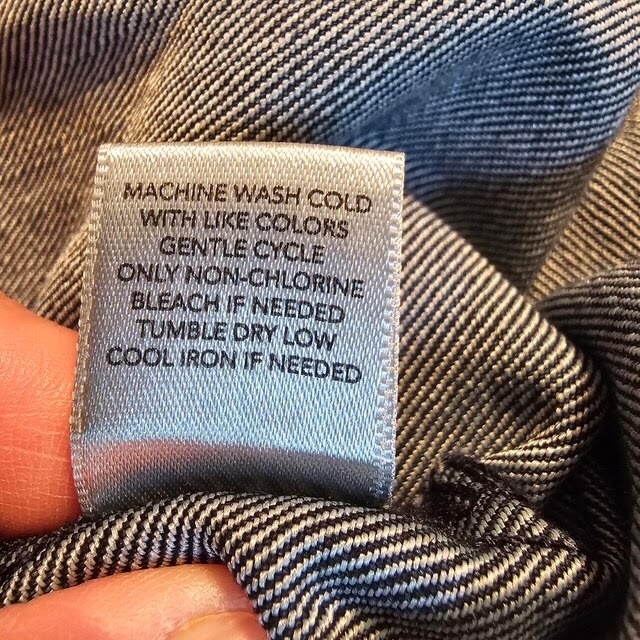 MACHINE WASH COLD
WITH LIKE COLORS
GENTLE CYCLE
ONLY NON-CHLORINE
BLEACH IF NEEDED
TUMBLE DRY LOW
COOL IRON IF NEEDED